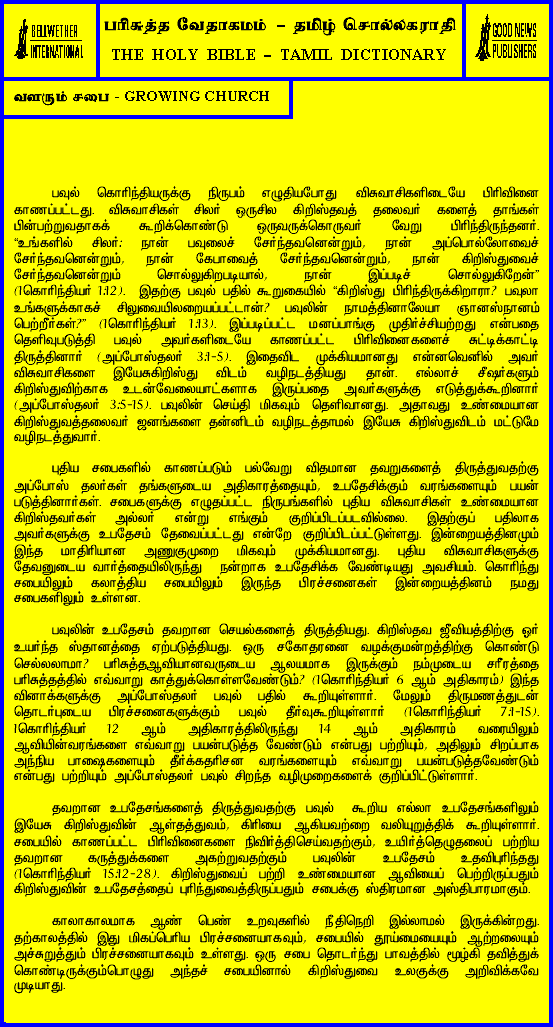 BELLWETHER
INTERNATIONAL
பரிசுத்த வேதாகமம் – தமிழ் சொல்லகராதி
THE HOLY BIBLE – TAMIL DICTIONARY
GOOD NEWS
PUBLISHERS
வளரும் சபை - GROWING CHURCH
பவுல் கொரிந்தியருக்கு நிருபம் எழுதியபோது விசுவாசிகளிடையே பிரிவினை
காணப்பட்டது. விசுவாசிகள் சிலர் ஒருசில கிறிஸ்தவத் தலைவர் களைத் தாங்கள்
பின்பற்றுவதாகக் கூறிக்கொண்டு ஒருவருக்கொருவர் வேறு பிரிந்திருந்தனர்.
“உங்களில் சிலர்: நான் பவுலைச் சேர்ந்தவனென்றும், நான் அப்பொல்லோவைச்
சேர்ந்தவனென்றும், நான் கேபாவைத் சேர்ந்தவனென்றும், நான் கிறிஸ்துவைச்
சேர்ந்தவனென்றும் சொல்லுகிறபடியால், நான் இப்படிச் சொல்லுகிறேன்”
(1கொரிந்தியர் 1:12). இதற்கு பவுல் பதில் கூறுகையில் “கிறிஸ்து பிரிந்திருக்கிறாரா? பவுலா
உங்களுக்காகச் சிலுவையிலறையப்பட்டான்? பவுலின் நாமத்தினாலேயா ஞானஸ்நானம்
பெற்றீர்கள்?” (1கொரிந்தியர் 1:13). இப்படிப்பட்ட மனப்பாங்கு முதிர்ச்சியற்றது என்பதை
தெளிவுபடுத்தி பவுல் அவர்களிடையே காணப்பட்ட பிரிவினைகளைச் சுட்டிக்காட்டி
திருத்தினார் (அப்போஸ்தலர் 3:1-5). இதைவிட முக்கியமானது என்னவெனில் அவர்
விசுவாசிகளை இயேசுகிறிஸ்து விடம் வழிநடத்தியது தான். எல்லாச் சீஷர்களும்
கிறிஸ்துவிற்காக உடன்வேலையாட்களாக இருப்பதை அவர்களுக்கு எடுத்துக்கூறினார்
(அப்போஸ்தலர் 3:5-15). பவுலின் செய்தி மிகவும் தெளிவானது. அதாவது உண்மையான
கிறிஸ்துவத்தலைவர் ஜனங்களை தன்னிடம் வழிநடத்தாமல் இயேசு கிறிஸ்துவிடம் மட்டுமே
வழிநடத்துவார்.
புதிய சபைகளில் காணப்படும் பல்வேறு விதமான தவறுகளைத் திருத்துவதற்கு
அப்போஸ் தலர்கள் தங்களுடைய அதிகாரத்தையும், உபதேசிக்கும் வரங்களையும் பயன்
படுத்தினார்கள். சபைகளுக்கு எழுதப்பட்ட நிருபங்களில் புதிய விசுவாசிகள் உண்மையான
கிறிஸ்தவர்கள் அல்லர் என்று எங்கும் குறிப்பிடப்படவில்லை. இதற்குப் பதிலாக
அவர்களுக்கு உபதேசம் தேவைப்பட்டது என்றே குறிப்பிடப்பட்டுள்ளது. இன்றையத்தினமும்
இந்த மாதிரியான அணுகுமுறை மிகவும் முக்கியமானது. புதிய விசுவாசிகளுக்கு
தேவனுடைய வார்த்தையிலிருந்து நன்றாக உபதேசிக்க வேண்டியது அவசியம். கொரிந்து
சபையிலும் கலாத்திய சபையிலும் இருந்த பிரச்சனைகள் இன்றையத்தினம் நமது
சபைகளிலும் உள்ளன.
பவுலின் உபதேசம் தவறான செயல்களைத் திருத்தியது. கிறிஸ்தவ ஜீவியத்திற்கு ஓர்
உயர்ந்த ஸ்தானத்தை ஏற்படுத்தியது. ஒரு சகோதரனை வழக்குமன்றத்திற்கு கொண்டு
செல்லலாமா? பரிசுத்தஆவியானவருடைய ஆலயமாக இருக்கும் நம்முடைய சரீரத்தை
பரிசுத்தத்தில் எவ்வாறு காத்துக்கொள்ளவேண்டும்? (1கொரிந்தியர் 6 ஆம் அதிகாரம்) இந்த
வினாக்களுக்கு அப்போஸ்தலர் பவுல் பதில் கூறியுள்ளார். மேலும் திருமணத்துடன்
தொடர்புடைய பிரச்சனைகளுக்கும் பவுல் தீர்வுகூறியுள்ளார் (1கொரிந்தியர் 7:1-15).
1கொரிந்தியர் 12 ஆம் அதிகாரத்திலிருந்து 14 ஆம் அதிகாரம் வரையிலும்
ஆவியின்வரங்களை எவ்வாறு பயன்படுத்த வேண்டும் என்பது பற்றியும், அதிலும் சிறப்பாக
அந்நிய பாஷைகளையும் தீர்க்கதரிசன வரங்களையும் எவ்வாறு பயன்படுத்தவேண்டும்
என்பது பற்றியும் அப்போஸ்தலர் பவுல் சிறந்த வழிமுறைகளைக் குறிப்பிட்டுள்ளார்.
தவறான உபதேசங்களைத் திருத்துவதற்கு பவுல் கூறிய எல்லா உபதேசங்களிலும்
இயேசு கிறிஸ்துவின் ஆள்தத்துவம், கிரியை ஆகியவற்றை வலியுறுத்திக் கூறியுள்ளார்.
சபையில் காணப்பட்ட பிரிவினைகளை நிவிர்த்திசெய்வதற்கும், உயிர்த்தெழுதலைப் பற்றிய
தவறான கருத்துக்களை அகற்றுவதற்கும் பவுலின் உபதேசம் உதவிபுரிந்தது
(1கொரிந்தியர் 15:12-28). கிறிஸ்துவைப் பற்றி உண்மையான ஆவியைப் பெற்றிருப்பதும்
கிறிஸ்துவின் உபதேசத்தைப் புரிந்துவைத்திருப்பதும் சபைக்கு ஸ்திரமான அஸ்திபாரமாகும்.
காலாகாலமாக ஆண் பெண் உறவுகளில் நீதிநெறி இல்லாமல் இருக்கின்றது.
தற்காலத்தில் இது மிகப்பெரிய பிரச்சனையாகவும், சபையில் தூய்மையையும் ஆற்றலையும்
அச்சுறுத்தும் பிரச்சனையாகவும் உள்ளது. ஒரு சபை தொடர்ந்து பாவத்தில் மூழ்கி தவித்துக்
கொண்டிருக்கும்பொழுது அந்தச் சபையினால் கிறிஸ்துவை உலகுக்கு அறிவிக்கவே
முடியாது.